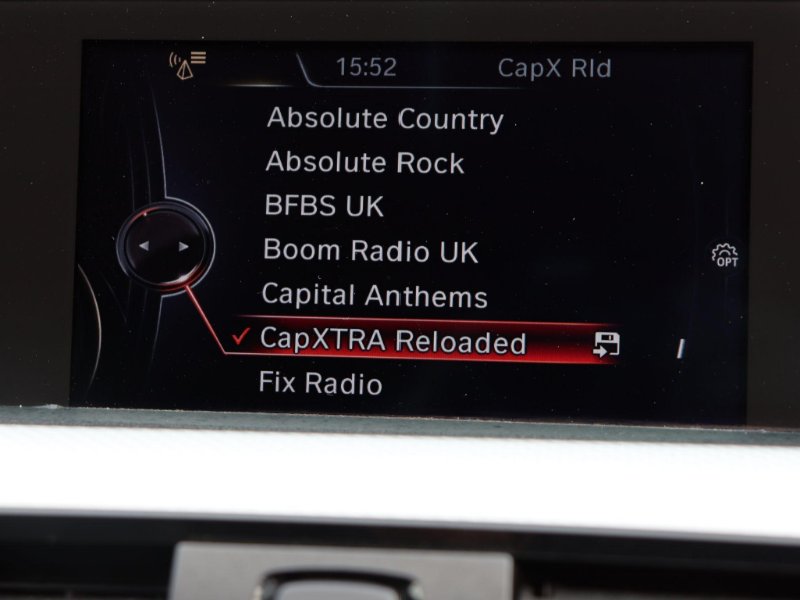 15:52 CapX Rld
Absolute Country
Absolute Rock
BFBS UK
Boom Radio UK
OPT
Capital Anthems
CapXTRA Reloaded
Fix Radio